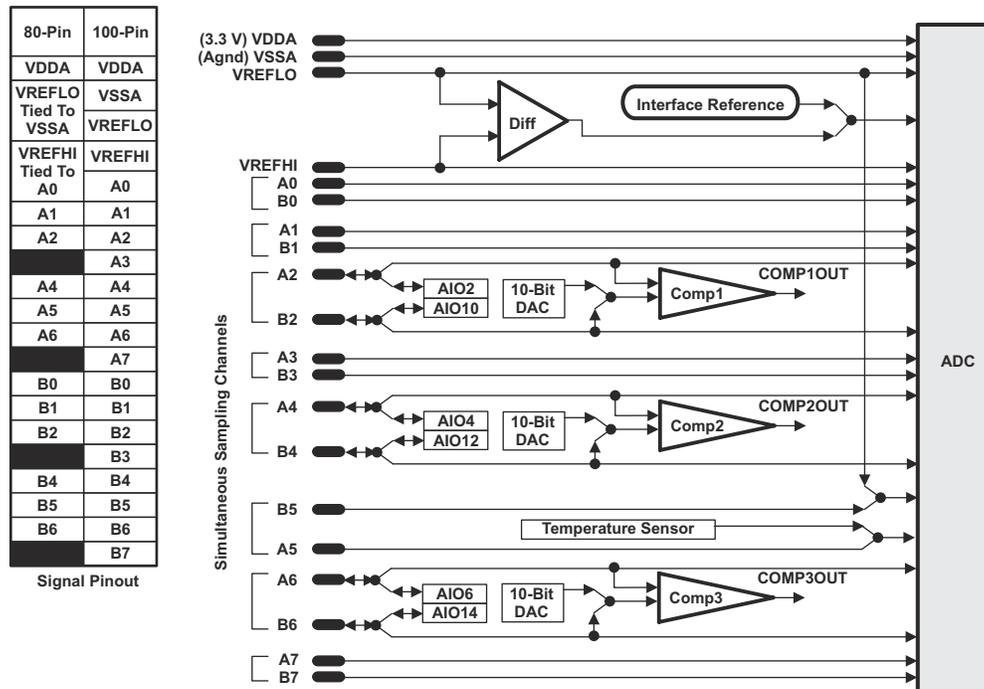 80-Pin 100-Pin
VDDA VDDA
VREFLO
Tied To
VSSA
VSSA
VREFLO
VREFHI
Tied To
A0
VREFHI
A0
A1 A1
A2 A2
A3
A4 A4
A5 A5
A6 A6
A7
B0 B0
B1 B1
B2 B2
B3
B4 B4
B5 B5
B6 B6
B7
Signal Pinout
(3.3 V) VDDA
(Agnd) VSSA
VREFLO
Interface Reference
Diff
VREFHI
A0
B0
A1
B1
A2
B2
AIO2
AIO10
10-Bit
DAC
Comp1
COMP1OUT
A3
B3
A4
B4
AIO4
AIO12
10-Bit
DAC
Comp2
COMP2OUT
B5
Temperature Sensor
A5
A6
B6
AIO6
AIO14
10-Bit
DAC
Comp3
COMP3OUT
A7
B7
Simultaneous Sampling Channels
ADC